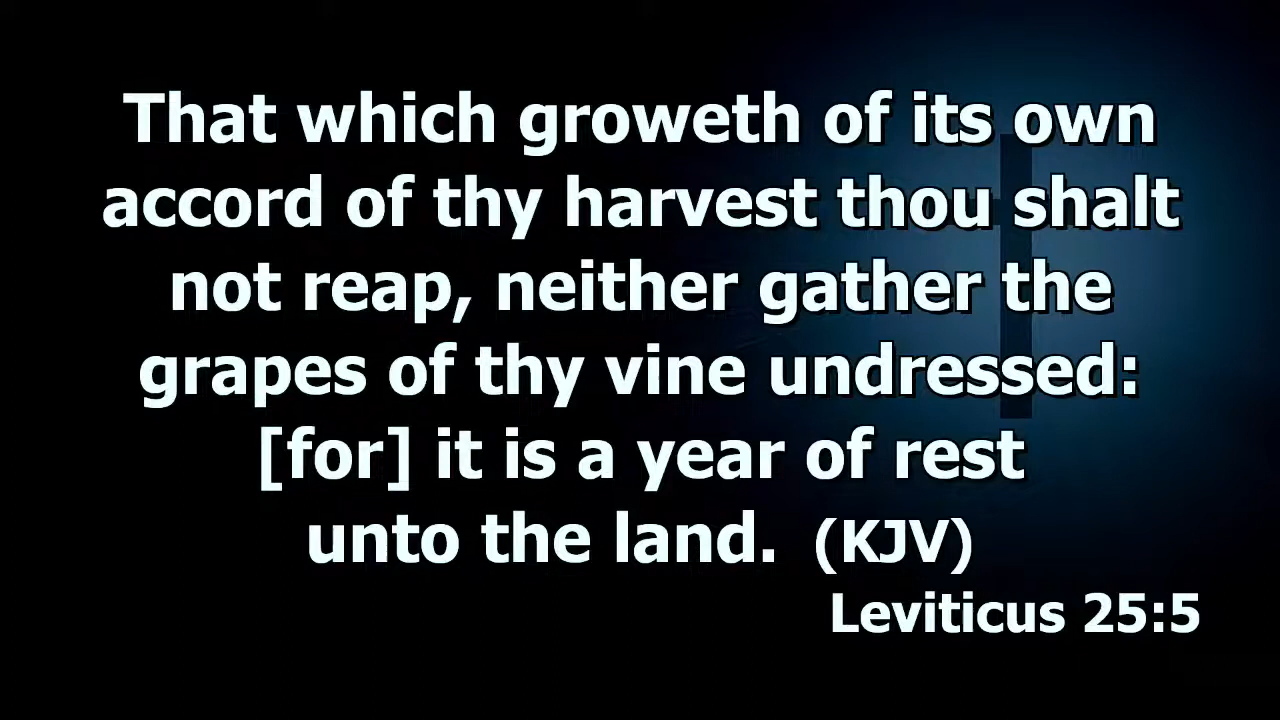 That which groweth of its own
accord of thy harvest thou shalt
not reap, neither gather the
grapes of thy vine undressed:
[for] it is a year of rest
unto the land. (KJV)
Leviticus 25:5